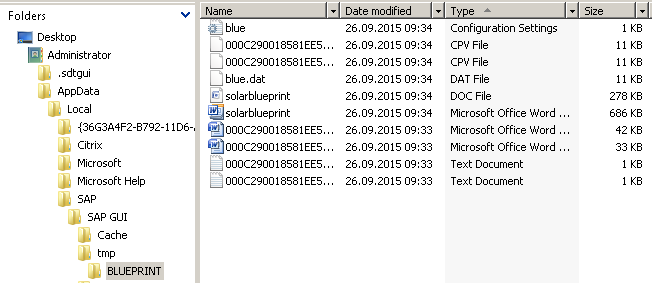 Folders
Desktop
Administrator
.sdtgui
AppData
Local
{36G3A4F2-B792-11D6-A
Citrix
Microsoft
Microsoft Help
SAP
SAP GUI
Cache
tmp
BLUEPRINT
Name Date modified Type Size
blue 26.09.2015 09:34 Configuration Settings 1 KB
000C290018581EE5... 26.09.2015 09:34 CPV File 11 KB
000C290018581EE5... 26.09.2015 09:34 CPV File 11 KB
blue.dat 26.09.2015 09:34 DAT File 11 KB
solarblueprint 26.09.2015 09:34 DOC File 278 KB
solarblueprint 26.09.2015 09:34 Microsoft Office Word ... 686 KB
000C290018581EE5... 26.09.2015 09:33 Microsoft Office Word ... 42 KB
000C290018581EE5... 26.09.2015 09:33 Microsoft Office Word ... 33 KB
000C290018581EE5... 26.09.2015 09:33 Text Document 1 KB
000C290018581EE5... 26.09.2015 09:33 Text Document 1 KB